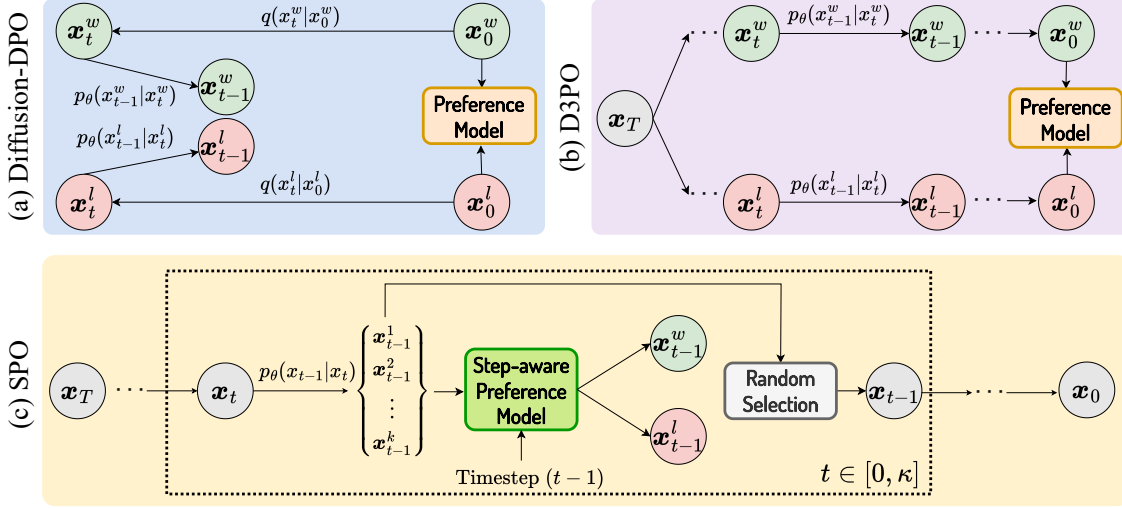 (a) Diffusion-DPO
x_t^w
q(x_t^w|x_0^w)
x_0^w
p_θ(x_{t-1}^w|x_t^w)
x_{t-1}^w
Preference
Model
p_θ(x_{t-1}^l|x_t^l)
x_{t-1}^l
x_t^l
q(x_t^l|x_0^l)
x_0^l
(b) D3PO
x_T
··· x_t^w
p_θ(x_{t-1}^w|x_t^w)
x_{t-1}^w ··· x_0^w
Preference
Model
··· x_t^l
p_θ(x_{t-1}^l|x_t^l)
x_{t-1}^l ··· x_0^l
(c) SPO
x_T ··· x_t
p_θ(x_{t-1}|x_t)
x_{t-1}^1
x_{t-1}^2
⋮
x_{t-1}^k
Step-aware
Preference
Model
Timestep (t − 1)
x_{t-1}^w
x_{t-1}^l
Random
Selection
x_{t-1} ··· x_0
t ∈ [0, κ]